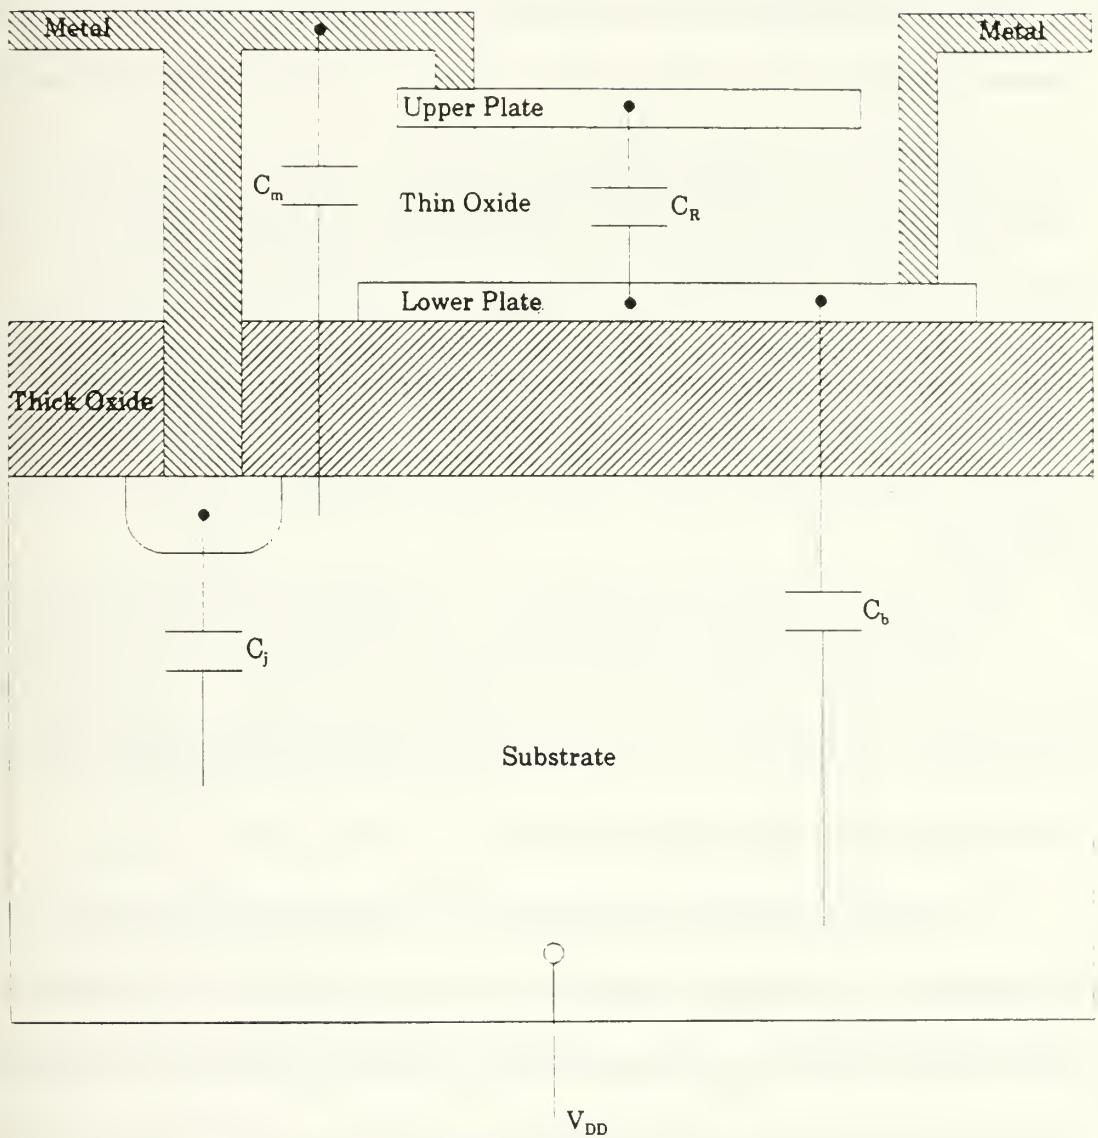 Metal
Metal
Upper Plate
C_m
Thin Oxide
C_R
Lower Plate
Thick Oxide
C_b
C_j
Substrate
V_DD